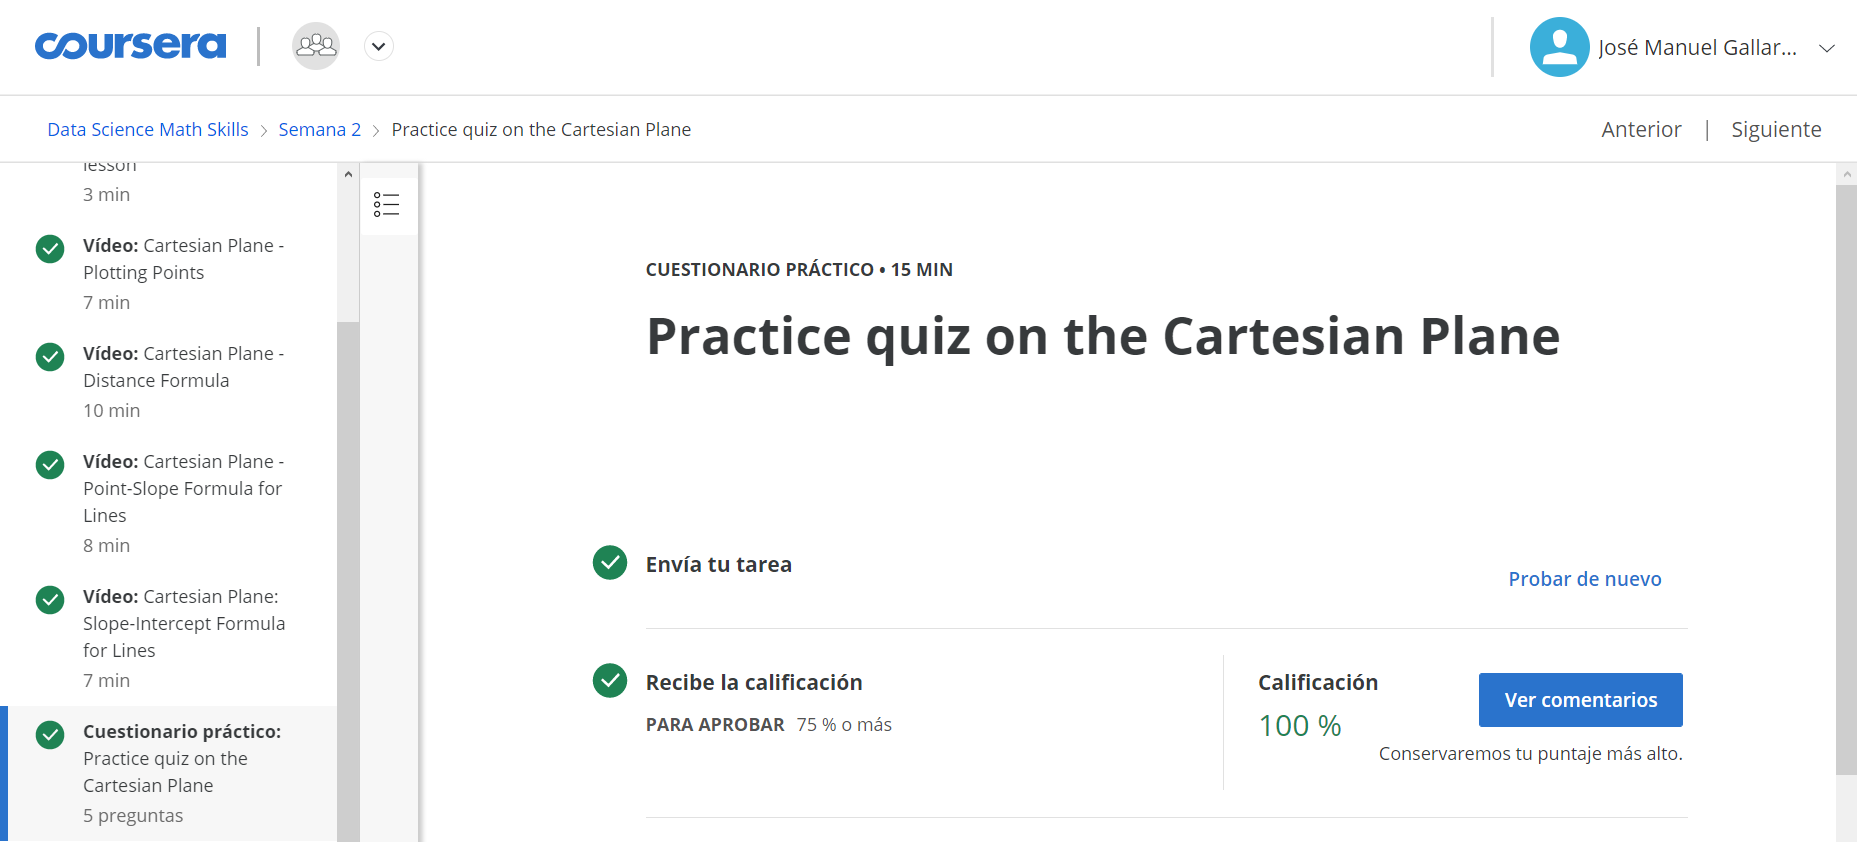 coursera
José Manuel Gallar...
Data Science Math Skills > Semana 2 > Practice quiz on the Cartesian Plane
Anterior | Siguiente
lesson
3 min
Vídeo: Cartesian Plane -
Plotting Points
7 min
Vídeo: Cartesian Plane -
Distance Formula
10 min
Vídeo: Cartesian Plane -
Point-Slope Formula for
Lines
8 min
Vídeo: Cartesian Plane:
Slope-Intercept Formula
for Lines
7 min
Cuestionario práctico:
Practice quiz on the
Cartesian Plane
5 preguntas
CUESTIONARIO PRÁCTICO • 15 MIN
Practice quiz on the Cartesian Plane
Envía tu tarea
Probar de nuevo
Recibe la calificación
PARA APROBAR 75 % o más
Calificación
100 %
Ver comentarios
Conservaremos tu puntaje más alto.